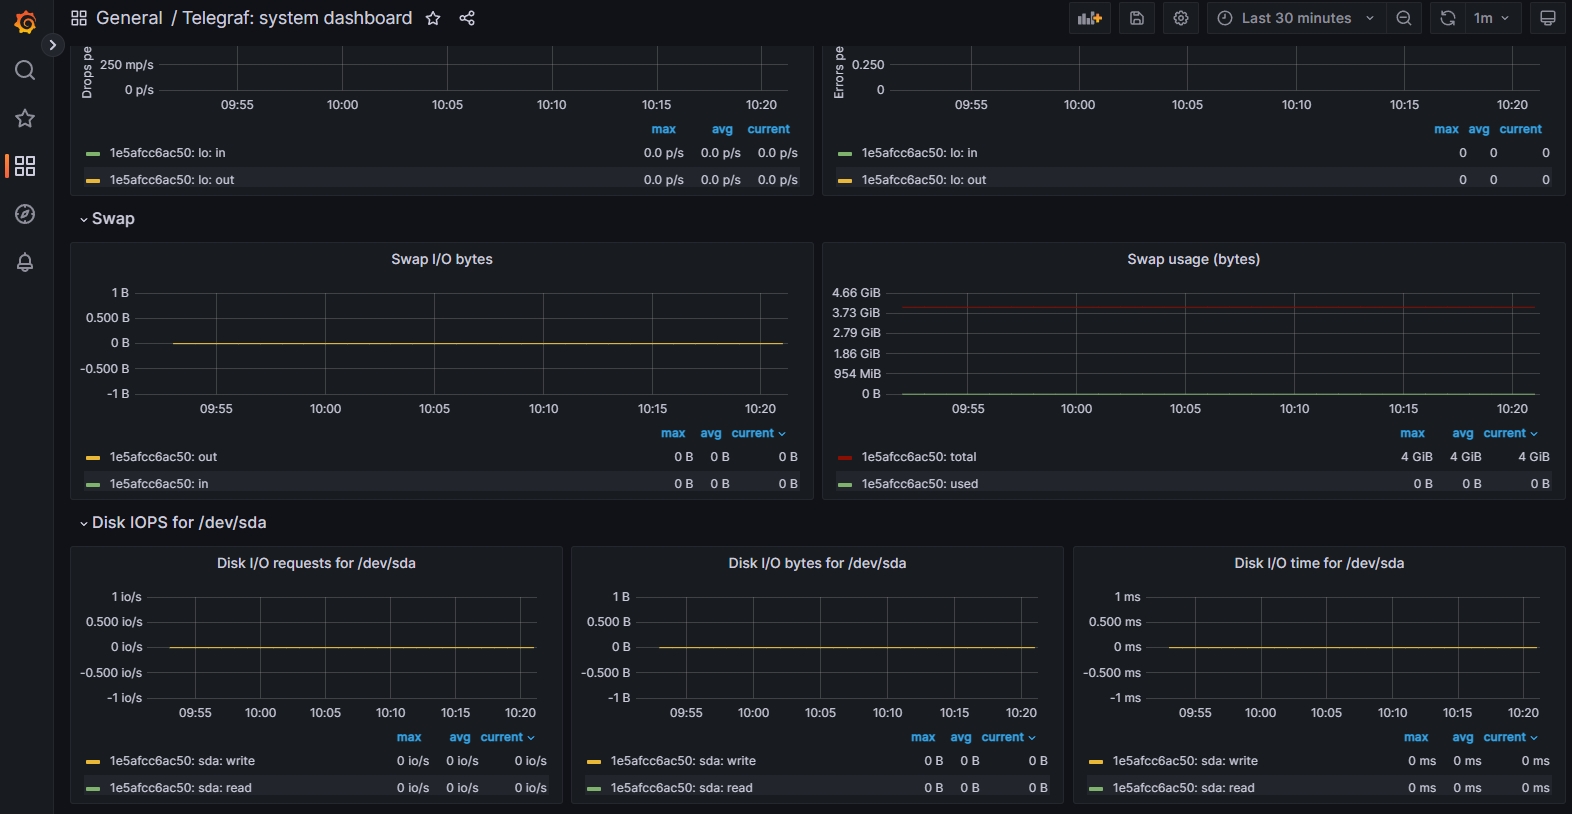 General / Telegraf: system dashboard
Last 30 minutes
1m
Drops pe
250 mp/s
0 p/s
09:55 10:00 10:05 10:10 10:15 10:20
max avg current
1e5afcc6ac50: lo: in 0.0 p/s 0.0 p/s 0.0 p/s
1e5afcc6ac50: lo: out 0.0 p/s 0.0 p/s 0.0 p/s
Errors pe
0.250
0
09:55 10:00 10:05 10:10 10:15 10:20
max avg current
1e5afcc6ac50: lo: in 0 0 0
1e5afcc6ac50: lo: out 0 0 0
Swap
Swap I/O bytes
1 B
0.500 B
0 B
-0.500 B
-1 B
09:55 10:00 10:05 10:10 10:15 10:20
max avg current
1e5afcc6ac50: out 0 B 0 B 0 B
1e5afcc6ac50: in 0 B 0 B 0 B
Swap usage (bytes)
4.66 GiB
3.73 GiB
2.79 GiB
1.86 GiB
954 MiB
0 B
09:55 10:00 10:05 10:10 10:15 10:20
max avg current
1e5afcc6ac50: total 4 GiB 4 GiB 4 GiB
1e5afcc6ac50: used 0 B 0 B 0 B
Disk IOPS for /dev/sda
Disk I/O requests for /dev/sda
1 io/s
0.500 io/s
0 io/s
-0.500 io/s
-1 io/s
09:55 10:00 10:05 10:10 10:15 10:20
max avg current
1e5afcc6ac50: sda: write 0 io/s 0 io/s 0 io/s
1e5afcc6ac50: sda: read 0 io/s 0 io/s 0 io/s
Disk I/O bytes for /dev/sda
1 B
0.500 B
0 B
-0.500 B
-1 B
09:55 10:00 10:05 10:10 10:15 10:20
max avg current
1e5afcc6ac50: sda: write 0 B 0 B 0 B
1e5afcc6ac50: sda: read 0 B 0 B 0 B
Disk I/O time for /dev/sda
1 ms
0.500 ms
0 ms
-0.500 ms
-1 ms
09:55 10:00 10:05 10:10 10:15 10:20
max avg current
1e5afcc6ac50: sda: write 0 ms 0 ms 0 ms
1e5afcc6ac50: sda: read 0 ms 0 ms 0 ms